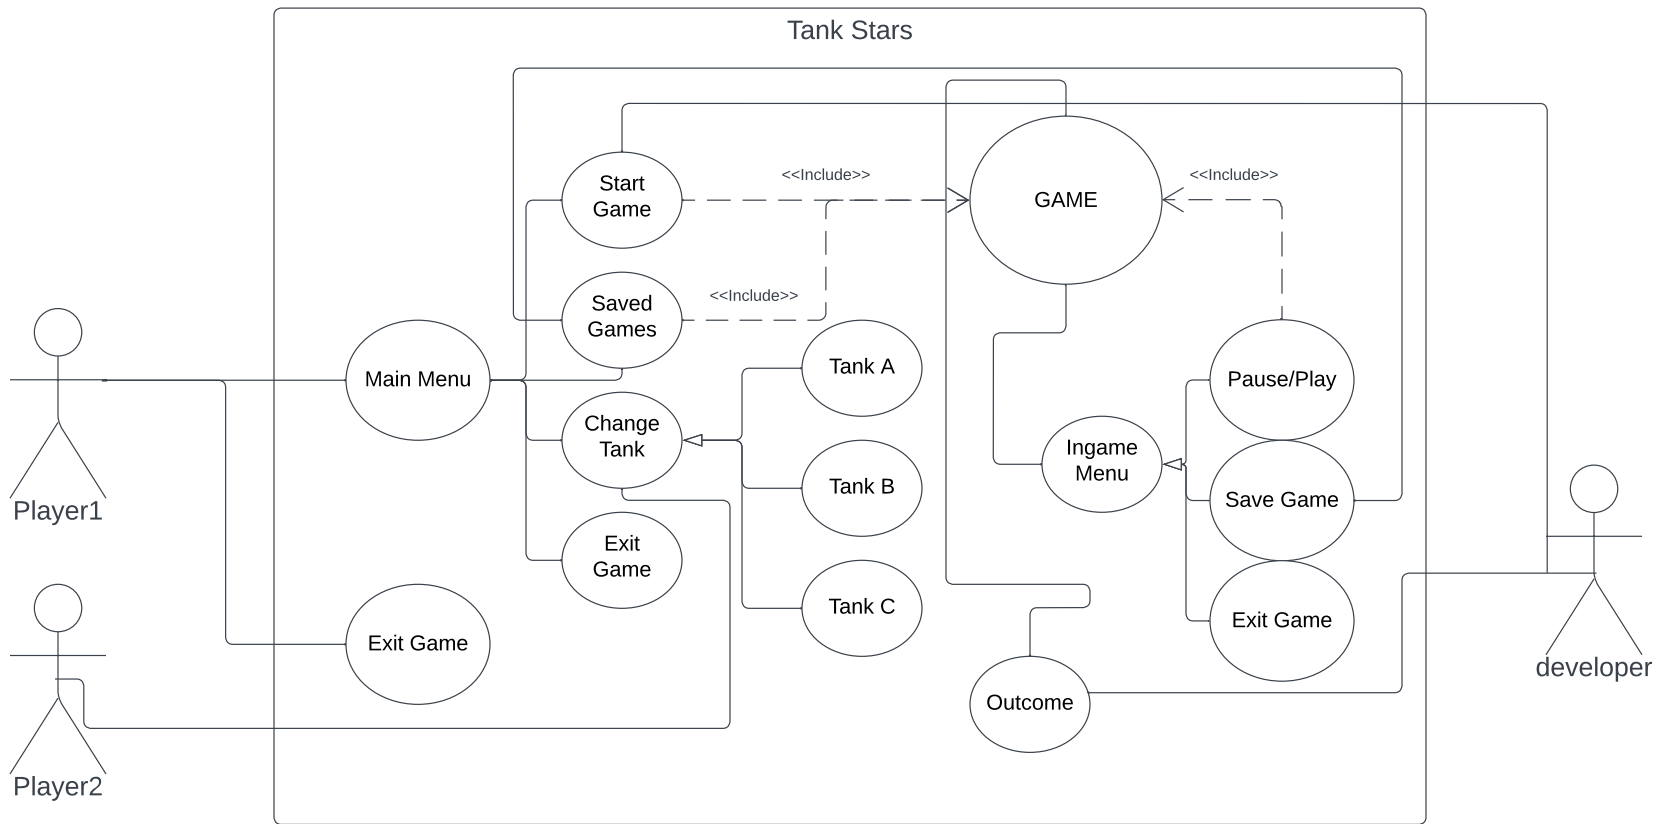 Tank Stars
Start
Game
<<Include>>
GAME
<<Include>>
Saved
Games
<<Include>>
Main Menu
Change
Tank
Exit
Game
Tank A
Tank B
Tank C
Ingame
Menu
Pause/Play
Save Game
Exit Game
Player1
Exit Game
Outcome
developer
Player2